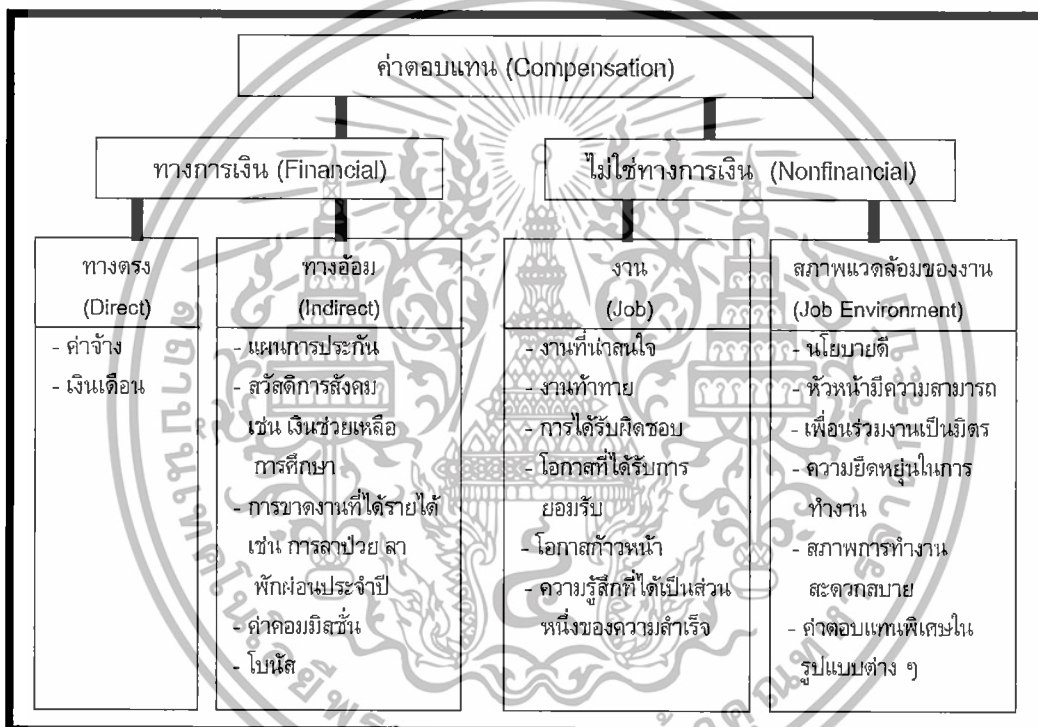 ค่าตอบแทน (Compensation)
ทางการเงิน (Financial)
ไม่ใช่ทางการเงิน (Nonfinancial)
ทางตรง
(Direct)
- ค่าจ้าง
- เงินเดือน
ทางอ้อม
(Indirect)
- แผนการประกัน
- สวัสดิการสังคม
เช่น เงินช่วยเหลือ
การศึกษา
- การขาดงานที่ได้รายได้
เช่น การลาป่วย ลา
พักผ่อนประจำปี
- ค่าคอมมิสชั่น
- โบนัส
งาน
(Job)
- งานที่น่าสนใจ
- งานท้าทาย
- การได้รับผิดชอบ
- โอกาสที่ได้รับการ
ยอมรับ
- โอกาสก้าวหน้า
- ความรู้สึกที่ได้เป็นส่วน
หนึ่งของความสำเร็จ
สภาพแวดล้อมของงาน
(Job Environment)
- นโยบายดี
- หัวหน้ามีความสามารถ
- เพื่อนร่วมงานเป็นมิตร
- ความยืดหยุ่นในการ
ทำงาน
- สภาพการทำงาน
สะดวกสบาย
- ค่าตอบแทนพิเศษใน
รูปแบบต่าง ๆ